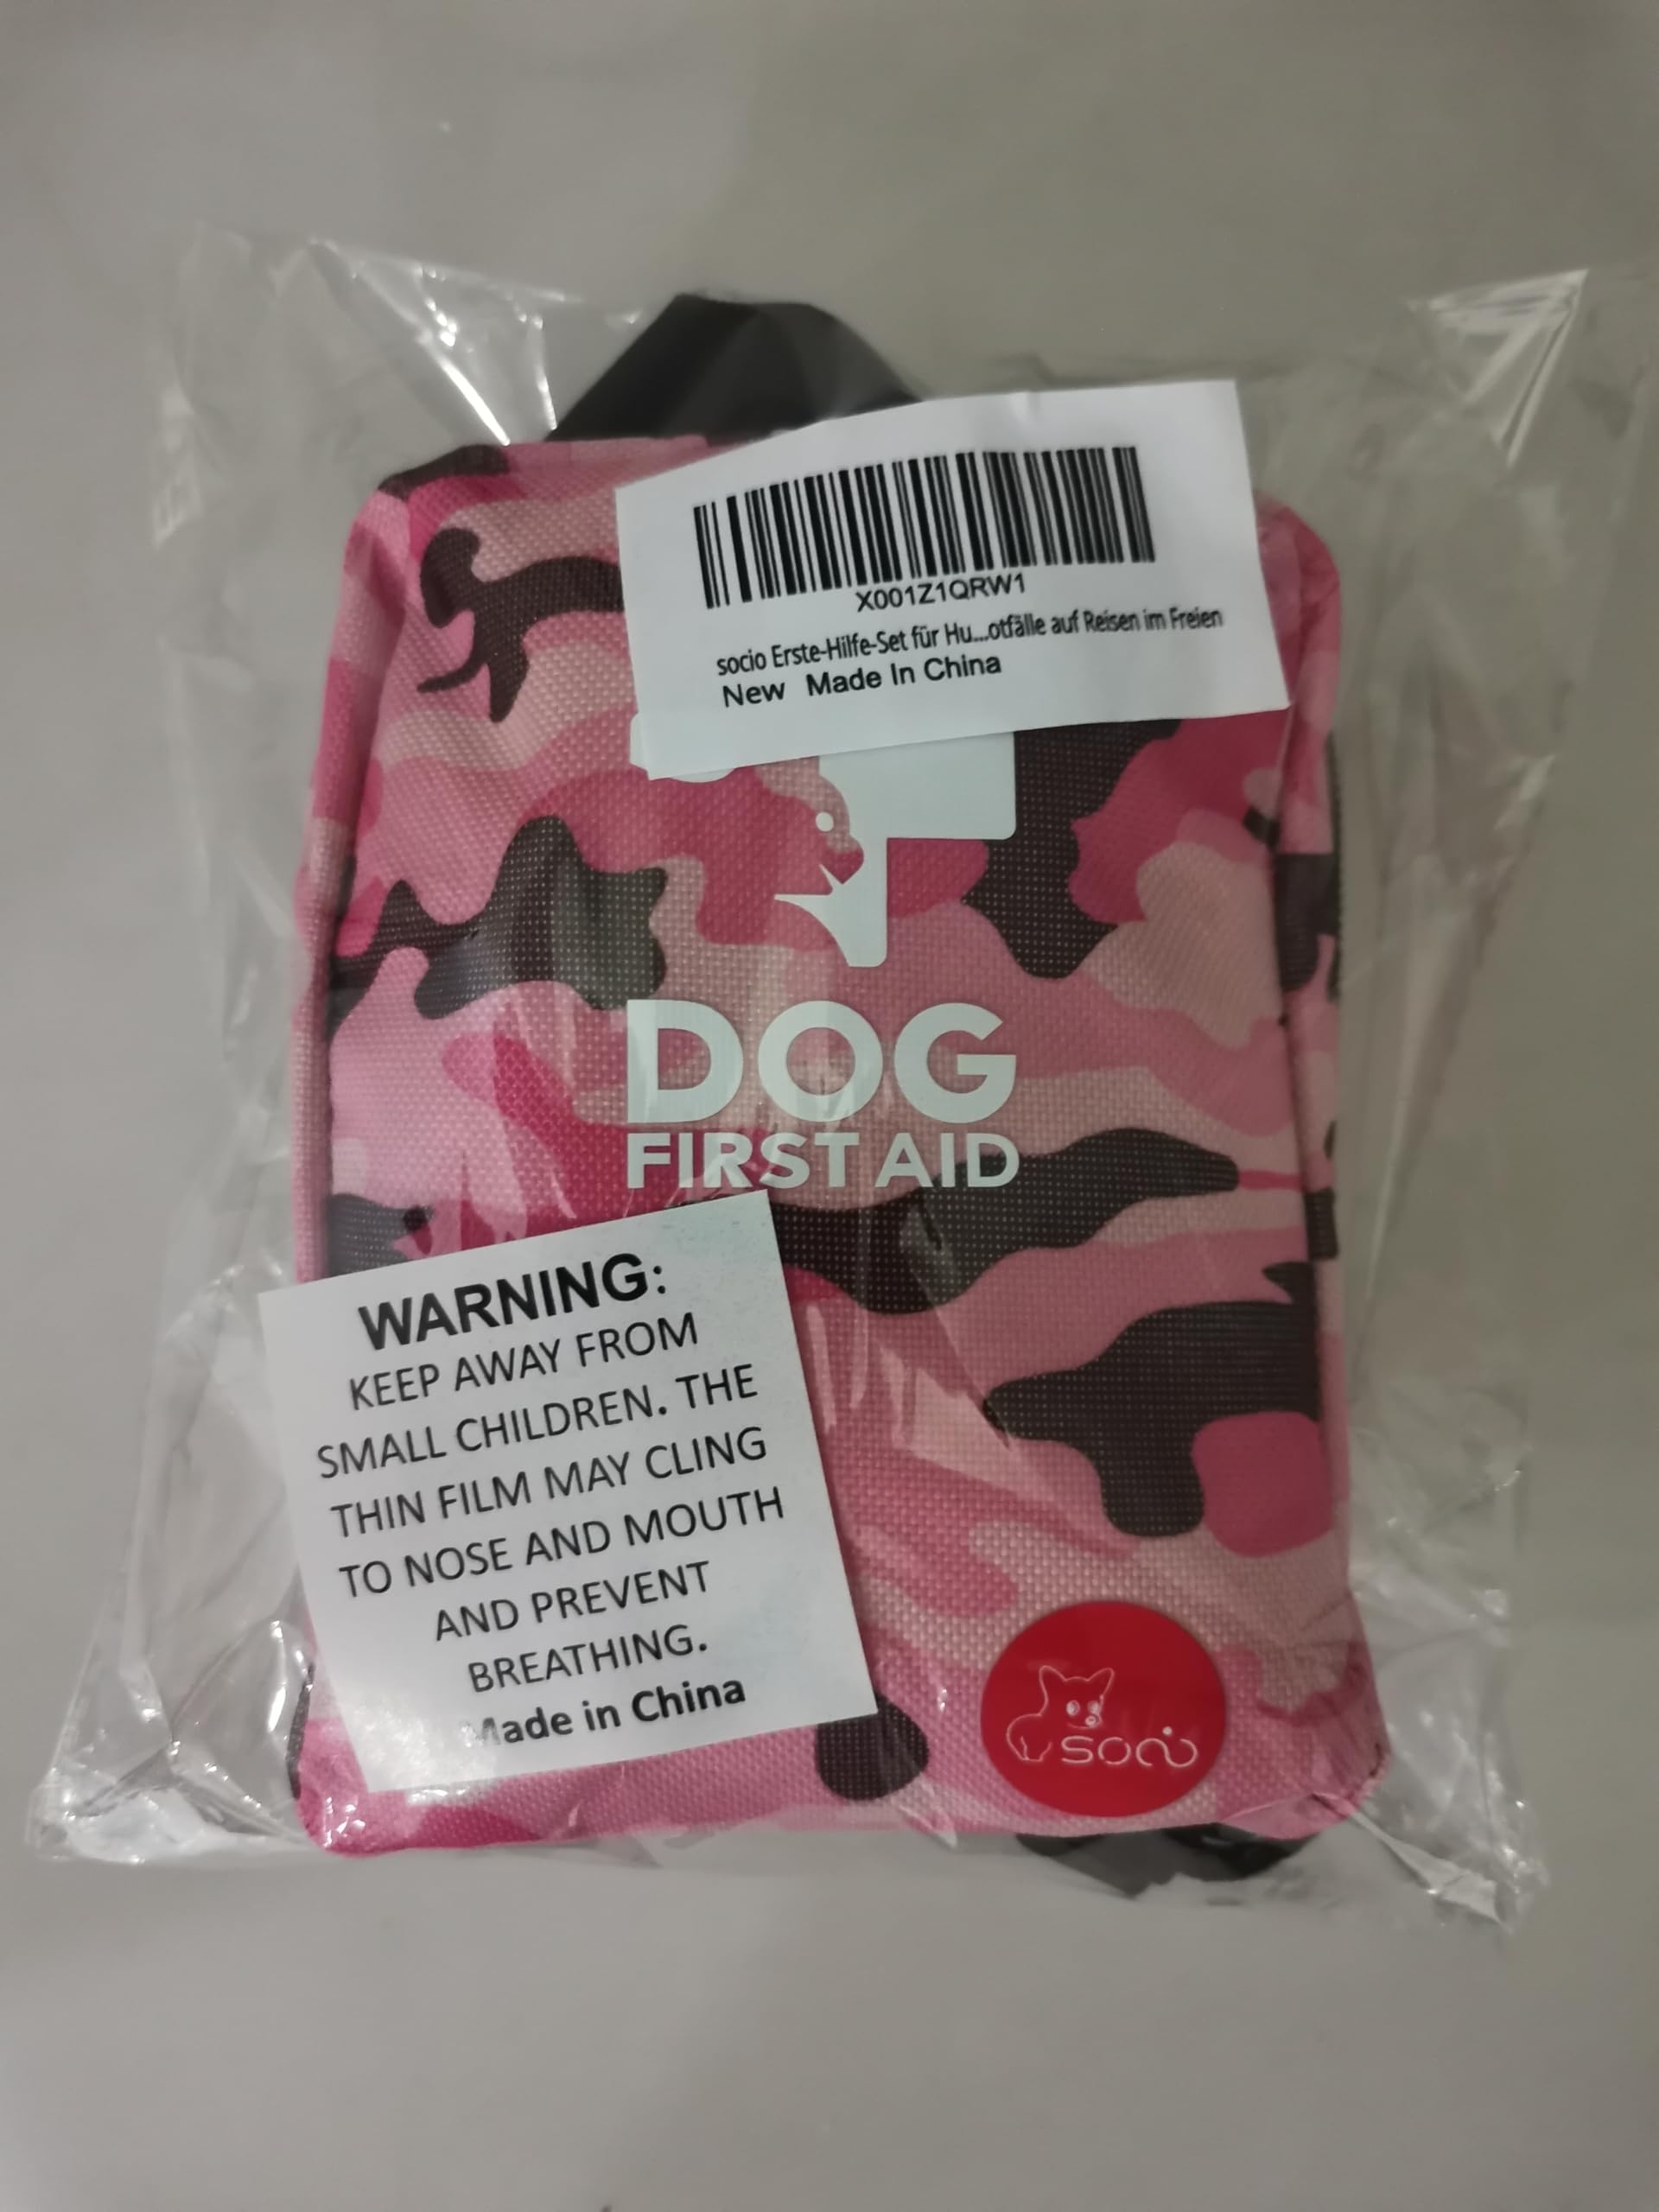 X001Z1QRW1
socio Erste-Hilfe-Set für Hu...otfälle auf Reisen im Freien
New Made In China
DOG
FIRST AID
WARNING:
KEEP AWAY FROM
SMALL CHILDREN. THE
THIN FILM MAY CLING
TO NOSE AND MOUTH
AND PREVENT
BREATHING.
Made in China
socio